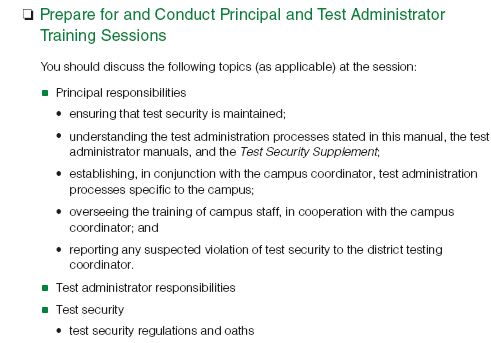 ❏ Prepare for and Conduct Principal and Test Administrator
Training Sessions
You should discuss the following topics (as applicable) at the session:
■ Principal responsibilities
• ensuring that test security is maintained;
• understanding the test administration processes stated in this manual, the test
administrator manuals, and the Test Security Supplement;
• establishing, in conjunction with the campus coordinator, test administration
processes specific to the campus;
• overseeing the training of campus staff, in cooperation with the campus
coordinator; and
• reporting any suspected violation of test security to the district testing
coordinator.
■ Test administrator responsibilities
■ Test security
• test security regulations and oaths